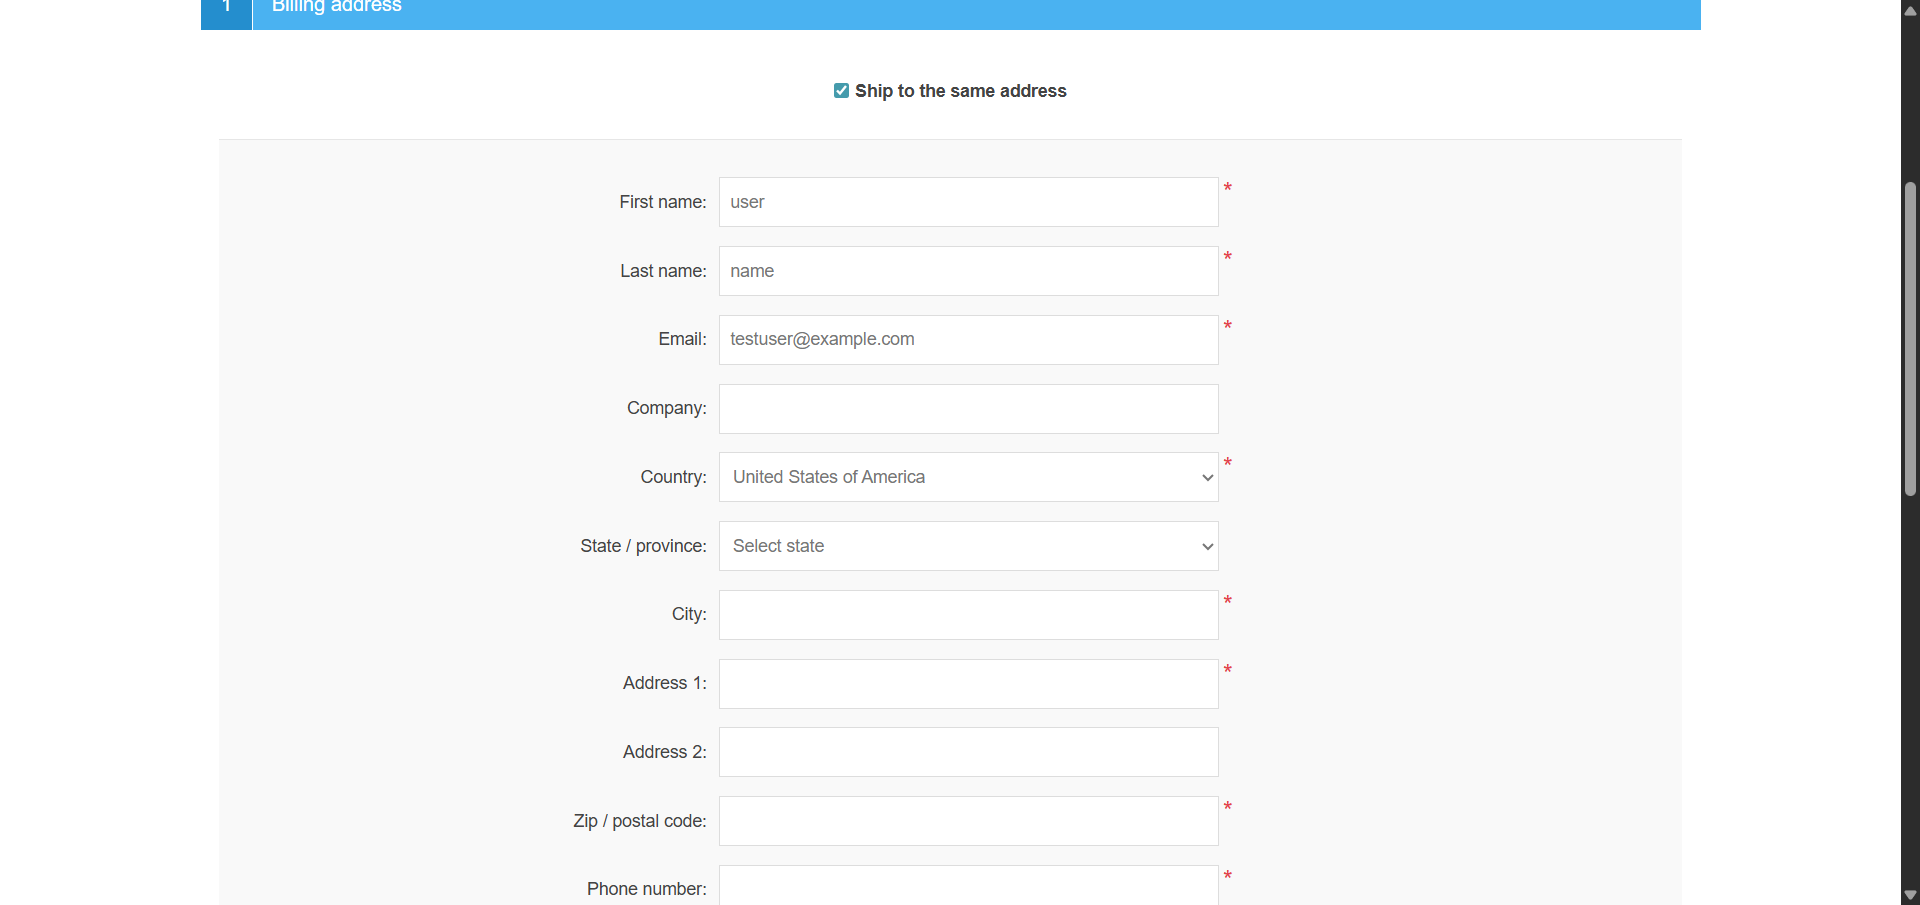 1 Billing address
Ship to the same address
First name: user *
Last name: name *
Email: testuser@example.com *
Company:
Country: United States of America *
State / province: Select state
City: *
Address 1: *
Address 2:
Zip / postal code: *
Phone number: *